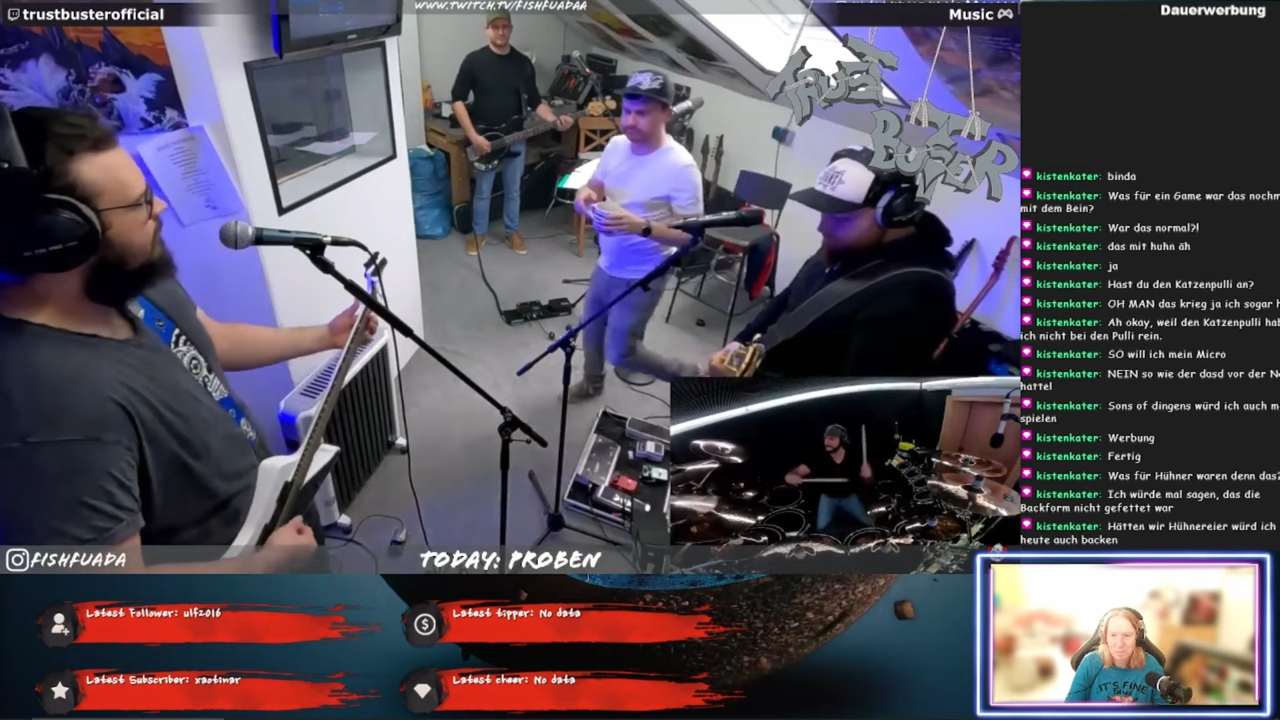 trustbusterofficial
www.twitch.tv/fishfuadaa
Music
Dauerwerbung
TRUST
BUSTER
kistenkater: binda
kistenkater: Was für ein Game war das nochm
mit dem Bein?
kistenkater: War das normal?!
kistenkater: das mit huhn äh
kistenkater: ja
kistenkater: Hast du den Katzenpulli an?
kistenkater: OH MAN das krieg ja ich sogar h
kistenkater: Ah okay, weil den Katzenpulli hab
ich nicht bei den Pulli rein.
kistenkater: SO will ich mein Micro
kistenkater: NEIN so wie der dasd vor der Na
hattel
kistenkater: Sons of dingens würd ich auch m
spielen
kistenkater: Werbung
kistenkater: Fertig
kistenkater: Was für Hühner waren denn das?
kistenkater: Ich würde mal sagen, das die
Backform nicht gefettet war
kistenkater: Hätten wir Hühnereier würd ich
heute auch backen
FISHFUADA
TODAY: PROBEN
Latest Follower: ulfz016
Latest tipper: No data
Latest Subscriber: xaotinar
Latest cheer: No data
IT'S FINE